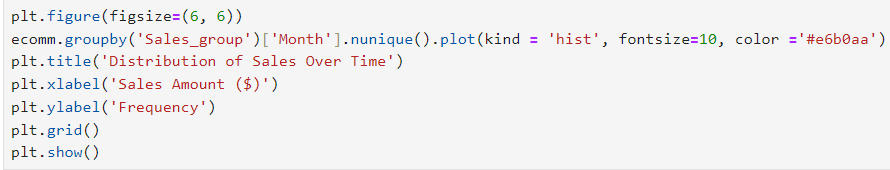 plt.figure(figsize=(6, 6))
ecomm.groupby('Sales_group')['Month'].nunique().plot(kind = 'hist', fontsize=10, color ='#e6b0aa')
plt.title('Distribution of Sales Over Time')
plt.xlabel('Sales Amount ($)')
plt.ylabel('Frequency')
plt.grid()
plt.show()